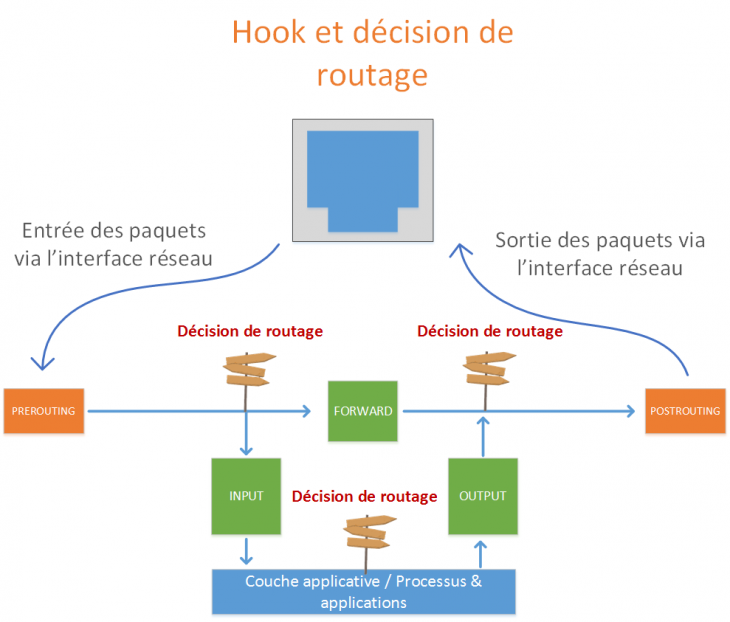 Hook et décision de
routage
Entrée des paquets
via l’interface réseau
Sortie des paquets via
l’interface réseau
Décision de routage
Décision de routage
PREROUTING
FORWARD
POSTROUTING
INPUT
Décision de routage
OUTPUT
Couche applicative / Processus &
applications